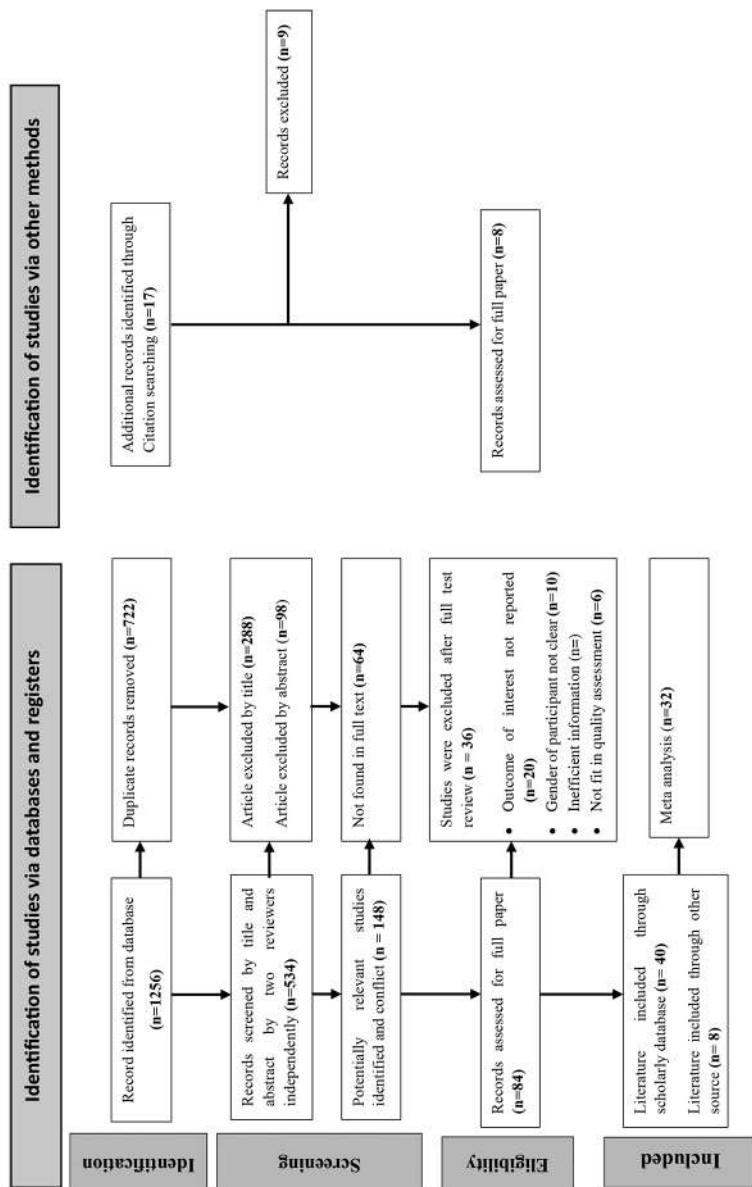 Identification of studies via databases and registers
Identification of studies via other methods
Identification
Record identified from database
(n=1256)
Duplicate records removed (n=722)
Additional records identified through
Citation searching (n=17)
Records excluded (n=9)
Screening
Records screened by title and
abstract by two reviewers
independently (n=534)
Article excluded by title (n=288)
Article excluded by abstract (n=98)
Potentially relevant studies
identified and conflict (n = 148)
Not found in full text (n=64)
Eligibility
Records assessed for full paper
(n=84)
Studies were excluded after full test
review (n = 36)
• Outcome of interest not reported
(n=20)
• Gender of participant not clear (n=10)
• Inefficient information (n=)
• Not fit in quality assessment (n=6)
Records assessed for full paper (n=8)
Included
Literature included through
scholarly database (n= 40)
Literature included through other
source (n= 8)
Meta analysis (n=32)